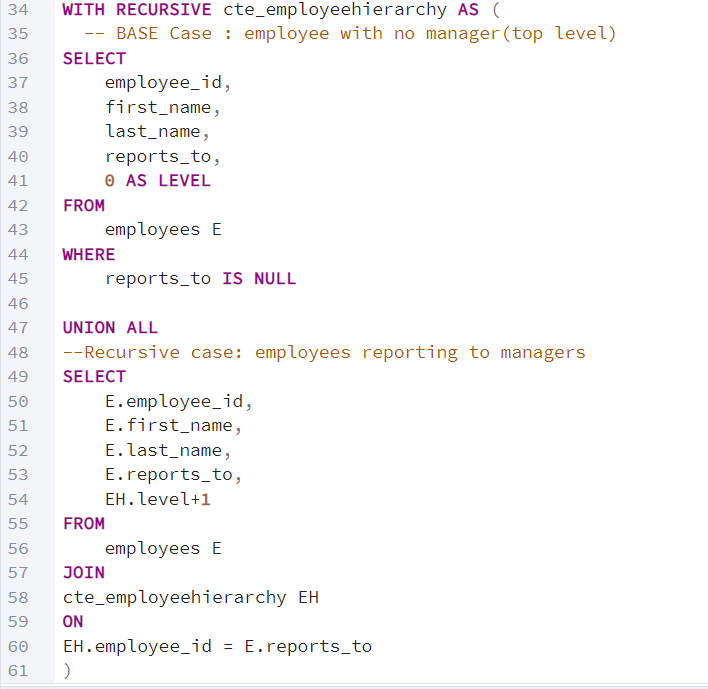 34 WITH RECURSIVE cte_employeehierarchy AS (
35 -- BASE Case : employee with no manager(top level)
36 SELECT
37 employee_id,
38 first_name,
39 last_name,
40 reports_to,
41 0 AS LEVEL
42 FROM
43 employees E
44 WHERE
45 reports_to IS NULL
46
47 UNION ALL
48 --Recursive case: employees reporting to managers
49 SELECT
50 E.employee_id,
51 E.first_name,
52 E.last_name,
53 E.reports_to,
54 EH.level+1
55 FROM
56 employees E
57 JOIN
58 cte_employeehierarchy EH
59 ON
60 EH.employee_id = E.reports_to
61 )